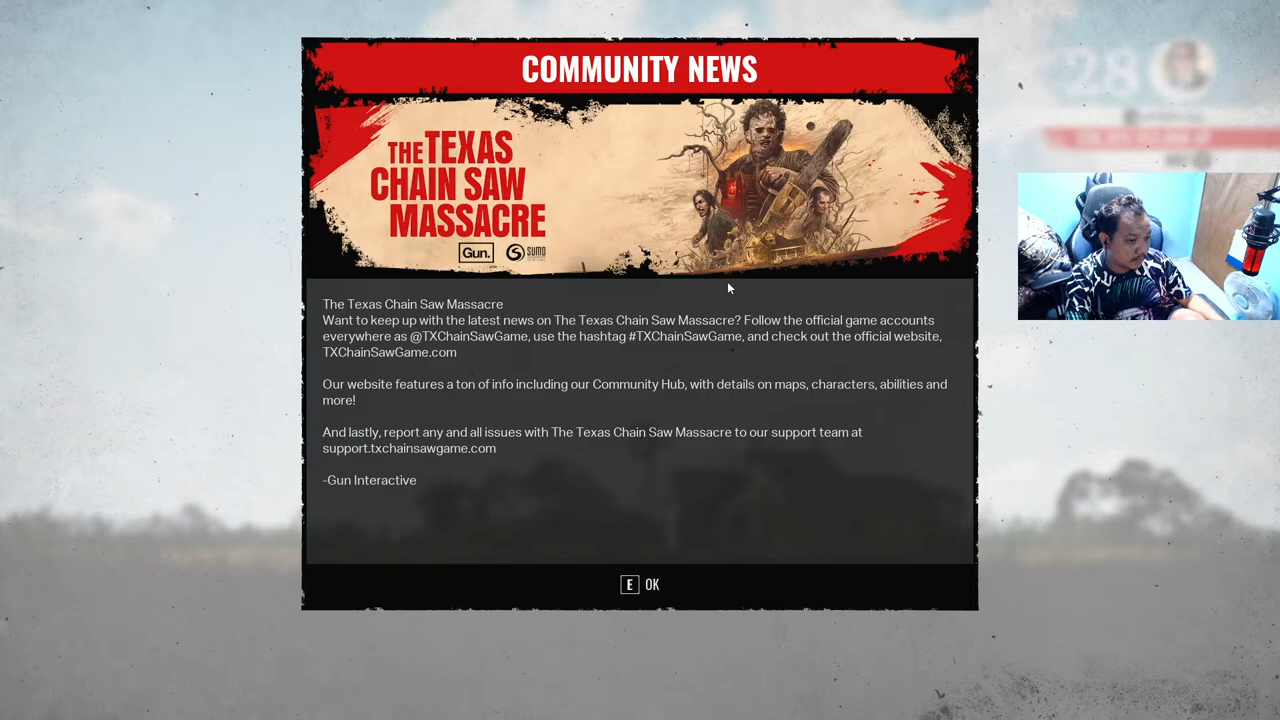 COMMUNITY NEWS
28
THE TEXAS
CHAIN SAW
MASSACRE
Gun.
SUMO
The Texas Chain Saw Massacre
Want to keep up with the latest news on The Texas Chain Saw Massacre? Follow the official game accounts
everywhere as @TXChainSawGame, use the hashtag #TXChainSawGame, and check out the official website,
TXChainSawGame.com
Our website features a ton of info including our Community Hub, with details on maps, characters, abilities and
more!
And lastly, report any and all issues with The Texas Chain Saw Massacre to our support team at
support.txchainsawgame.com
-Gun Interactive
E OK